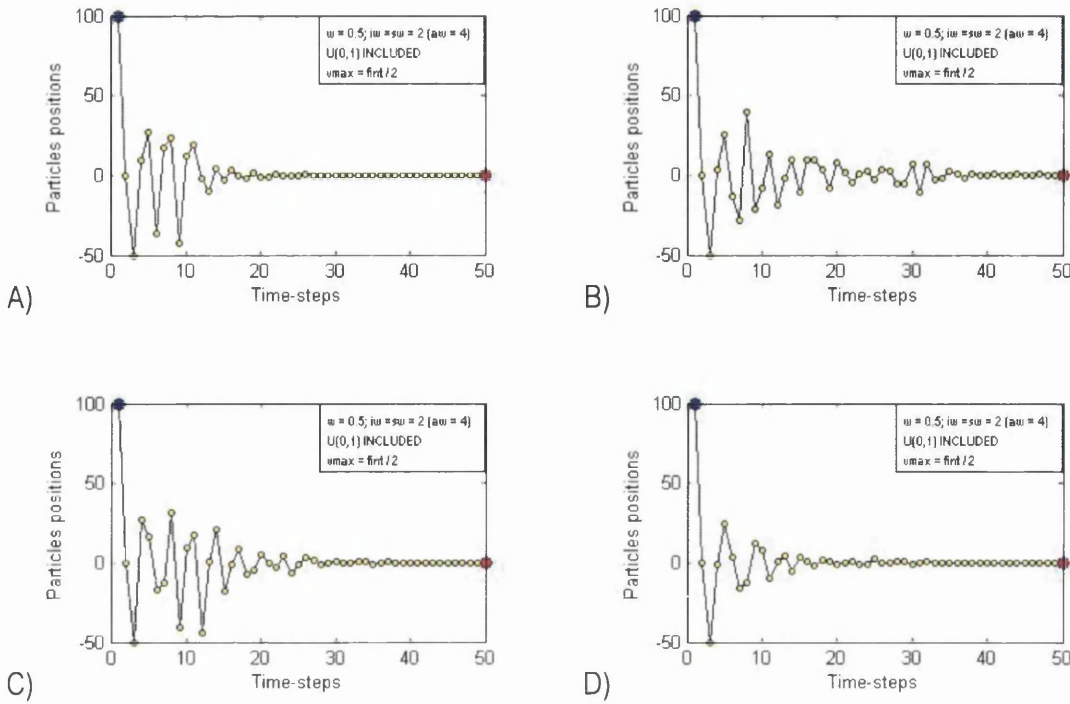 100
50
0
-50
Particles positions
w = 0.5; iw = sw = 2 (aw = 4)
U(0,1) INCLUDED
vmax = fint / 2
0 10 20 30 40 50
Time-steps
A)
100
50
0
-50
Particles positions
w = 0.5; iw = sw = 2 (aw = 4)
U(0,1) INCLUDED
vmax = fint / 2
0 10 20 30 40 50
Time-steps
B)
100
50
0
-50
Particles positions
w = 0.5; iw = sw = 2 (aw = 4)
U(0,1) INCLUDED
vmax = fint / 2
0 10 20 30 40 50
Time-steps
C)
100
50
0
-50
Particles positions
w = 0.5; iw = sw = 2 (aw = 4)
U(0,1) INCLUDED
vmax = fint / 2
0 10 20 30 40 50
Time-steps
D)